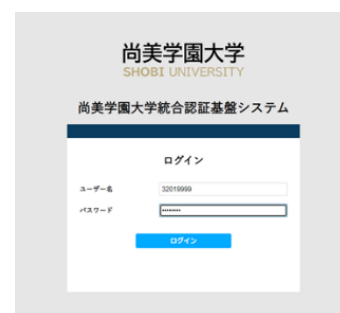 尚美学園大学
SHOBI UNIVERSITY
尚美学園大学統合認証基盤システム
ログイン
ユーザー名 32019999
パスワード ••••••••
ログイン